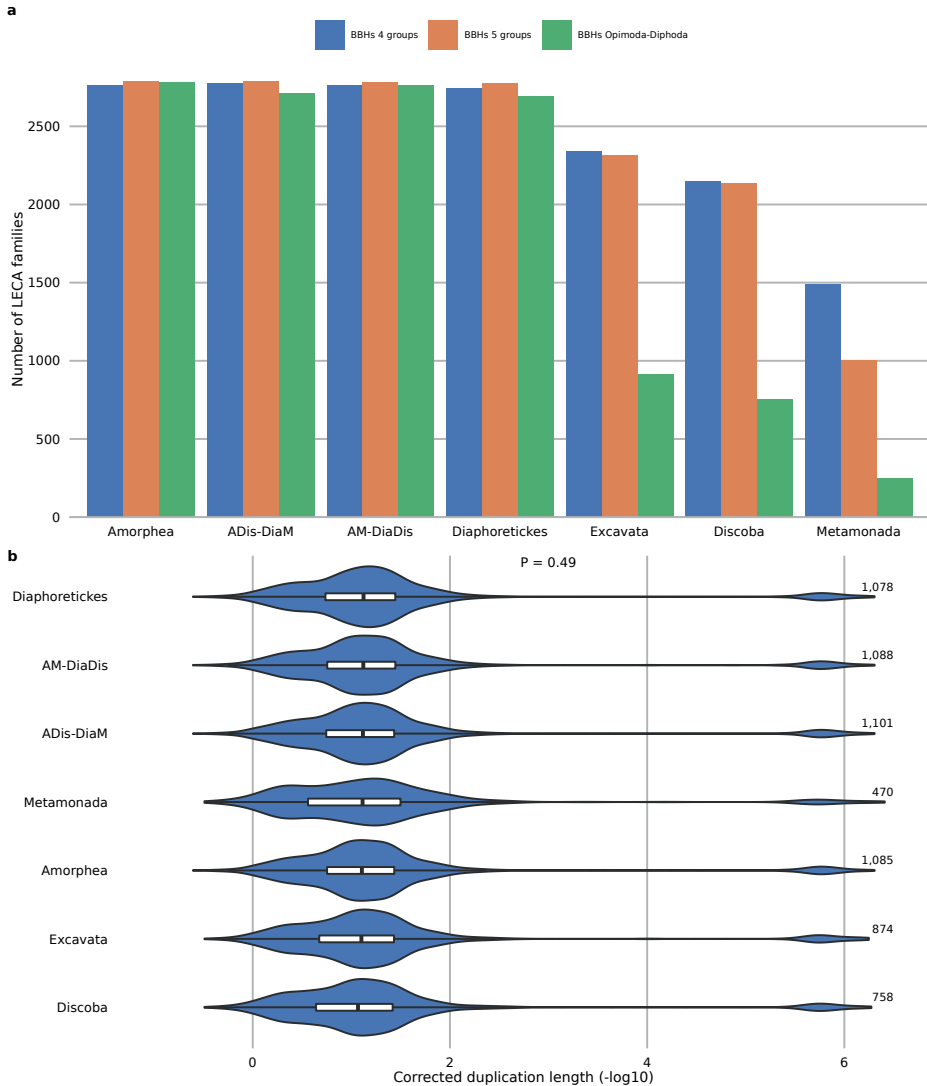 a
BBHs 4 groups BBHs 5 groups BBHs Opimoda-Diphoda
Number of LECA families
2500
2000
1500
1000
500
0
Amorphea ADis-DiaM AM-DiaDis Diaphoretickes Excavata Discoba Metamonada
b
P = 0.49
Diaphoretickes 1,078
AM-DiaDis 1,088
ADis-DiaM 1,101
Metamonada 470
Amorphea 1,085
Excavata 874
Discoba 758
0 2 4 6
Corrected duplication length (-log10)